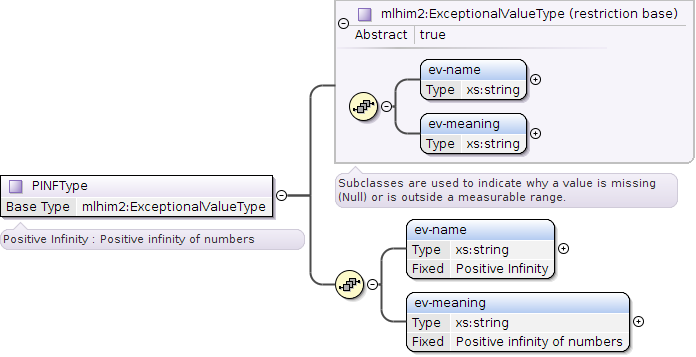 mlhim2:ExceptionalValueType (restriction base)
Abstract true
ev-name
Type xs:string
ev-meaning
Type xs:string
Subclasses are used to indicate why a value is missing
(Null) or is outside a measurable range.
PINFType
Base Type mlhim2:ExceptionalValueType
Positive Infinity : Positive infinity of numbers
ev-name
Type xs:string
Fixed Positive Infinity
ev-meaning
Type xs:string
Fixed Positive infinity of numbers